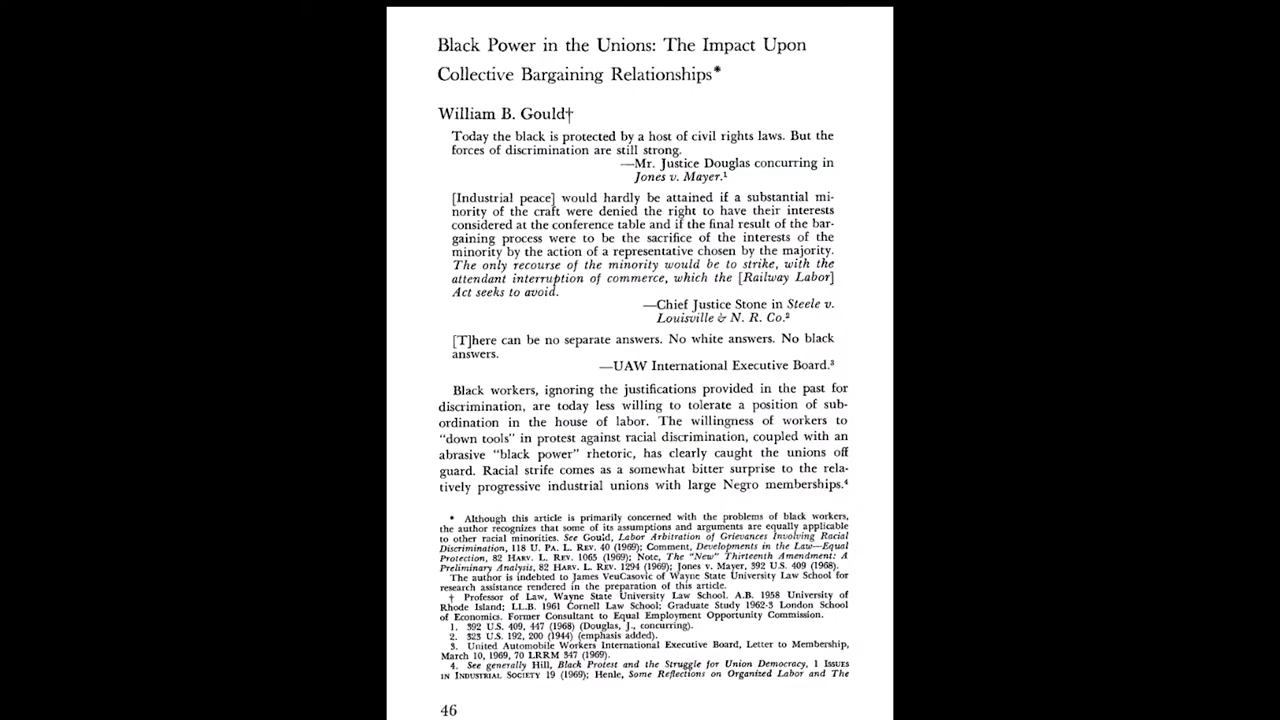 Black Power in the Unions: The Impact Upon
Collective Bargaining Relationships*
William B. Gould†
Today the black is protected by a host of civil rights laws. But the
forces of discrimination are still strong.
—Mr. Justice Douglas concurring in
Jones v. Mayer.¹
[Industrial peace] would hardly be attained if a substantial mi-
nority of the craft were denied the right to have their interests
considered at the conference table and if the final result of the bar-
gaining process were to be the sacrifice of the interests of the
minority by the action of a representative chosen by the majority.
The only recourse of the minority would be to strike, with the
attendant interruption of commerce, which the [Railway Labor]
Act seeks to avoid.
—Chief Justice Stone in Steele v.
Louisville & N. R. Co.²
[T]here can be no separate answers. No white answers. No black
answers.
—UAW International Executive Board.³
Black workers, ignoring the justifications provided in the past for
discrimination, are today less willing to tolerate a position of sub-
ordination in the house of labor. The willingness of workers to
“down tools” in protest against racial discrimination, coupled with an
abrasive “black power” rhetoric, has clearly caught the unions off
guard. Racial strife comes as a somewhat bitter surprise to the rela-
tively progressive industrial unions with large Negro memberships.⁴
* Although this article is primarily concerned with the problems of black workers,
the author recognizes that some of its assumptions and arguments are equally applicable
to other racial minorities. See Gould, Labor Arbitration of Grievances Involving Racial
Discrimination, 118 U. PA. L. REV. 40 (1969); Comment, Developments in the Law—Equal
Protection, 82 HARV. L. REV. 1065 (1969); Note, The “New” Thirteenth Amendment: A
Preliminary Analysis, 82 HARV. L. REV. 1294 (1969); Jones v. Mayer, 392 U.S. 409 (1968).
The author is indebted to James VeuCasovic of Wayne State University Law School for
research assistance rendered in the preparation of this article.
† Professor of Law, Wayne State University Law School. A.B. 1958 University of
Rhode Island; LL.B. 1961 Cornell Law School; Graduate Study 1962-3 London School
of Economics. Former Consultant to Equal Employment Opportunity Commission.
1. 392 U.S. 409, 447 (1968) (Douglas, J., concurring).
2. 323 U.S. 192, 200 (1944) (emphasis added).
3. United Automobile Workers International Executive Board, Letter to Membership,
March 10, 1969, 70 LRRM 347 (1969).
4. See generally Hill, Black Protest and the Struggle for Union Democracy, 1 ISSUES
IN INDUSTRIAL SOCIETY 19 (1969); Henle, Some Reflections on Organized Labor and The
46